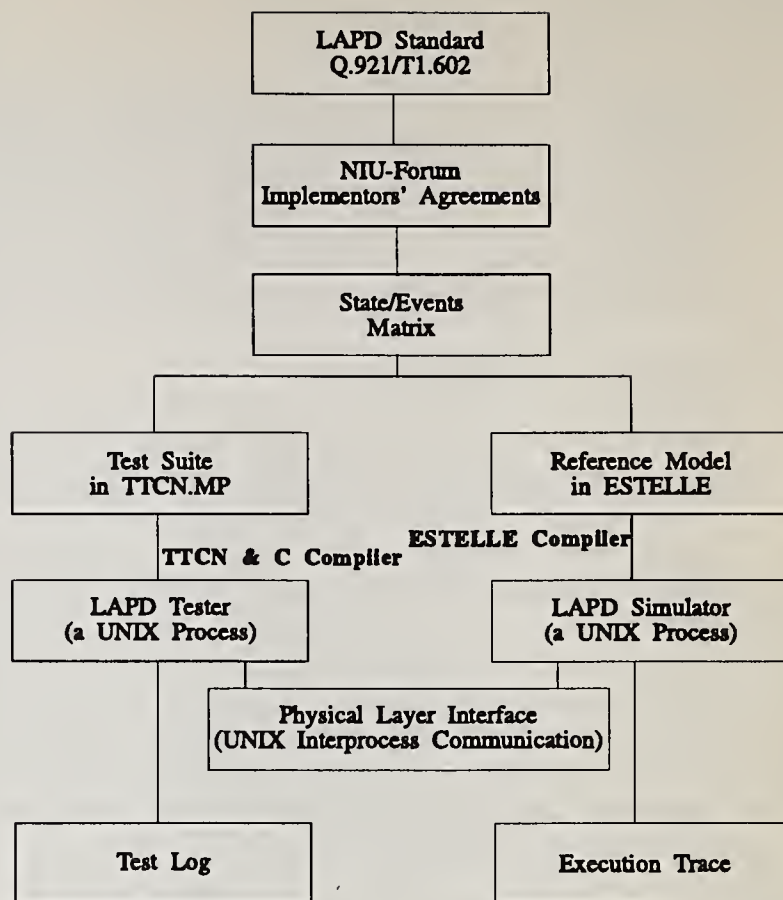 LAPD Standard
Q.921/T1.602
NIU-Forum
Implementors' Agreements
State/Events
Matrix
Test Suite
in TTCN.MP
Reference Model
in ESTELLE
TTCN & C Compiler
ESTELLE Compiler
LAPD Tester
(a UNIX Process)
LAPD Simulator
(a UNIX Process)
Physical Layer Interface
(UNIX Interprocess Communication)
Test Log
Execution Trace